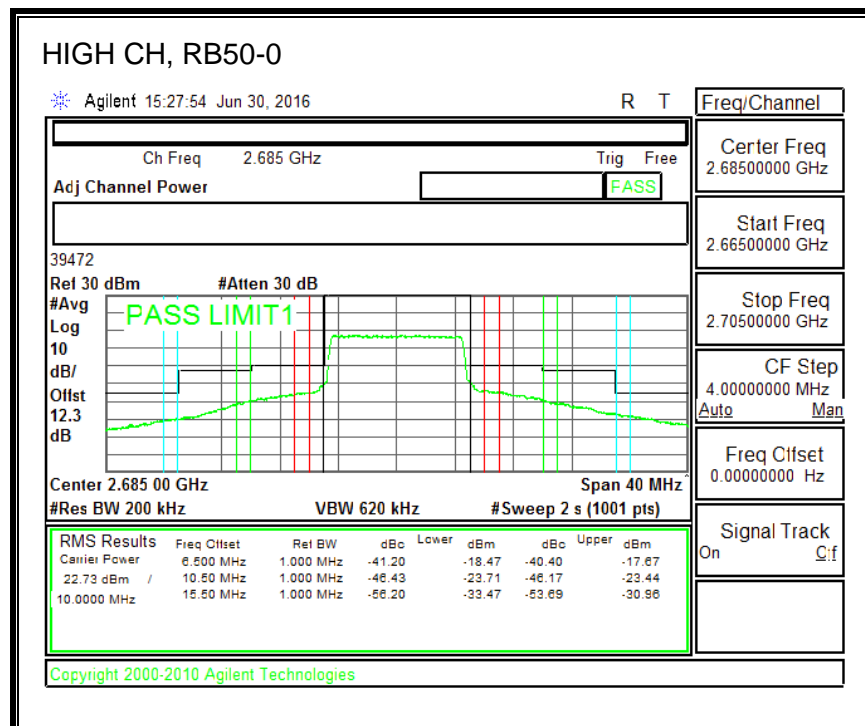 HIGH CH, RB50-0
Agilent 15:27:54 Jun 30, 2016 R T
Freq/Channel
Ch Freq 2.685 GHz Trig Free
Adj Channel Power PASS
Center Freq
2.68500000 GHz
Start Freq
2.66500000 GHz
Stop Freq
2.70500000 GHz
CF Step
4.00000000 MHz
Auto Man
Freq Offset
0.00000000 Hz
Signal Track
On Off
39472
Ref 30 dBm #Atten 30 dB
#Avg
Log
10
dB/
Offst
12.3
dB
PASS LIMIT1
Center 2.685 00 GHz Span 40 MHz
#Res BW 200 kHz VBW 620 kHz #Sweep 2 s (1001 pts)
RMS Results Freq Offset Ref BW dBc Lower dBm dBc Upper dBm
Carrier Power 6.500 MHz 1.000 MHz -41.20 -18.47 -40.40 -17.67
22.73 dBm / 10.50 MHz 1.000 MHz -46.43 -23.71 -46.17 -23.44
10.0000 MHz 15.50 MHz 1.000 MHz -56.20 -33.47 -53.69 -30.96
Copyright 2000-2010 Agilent Technologies